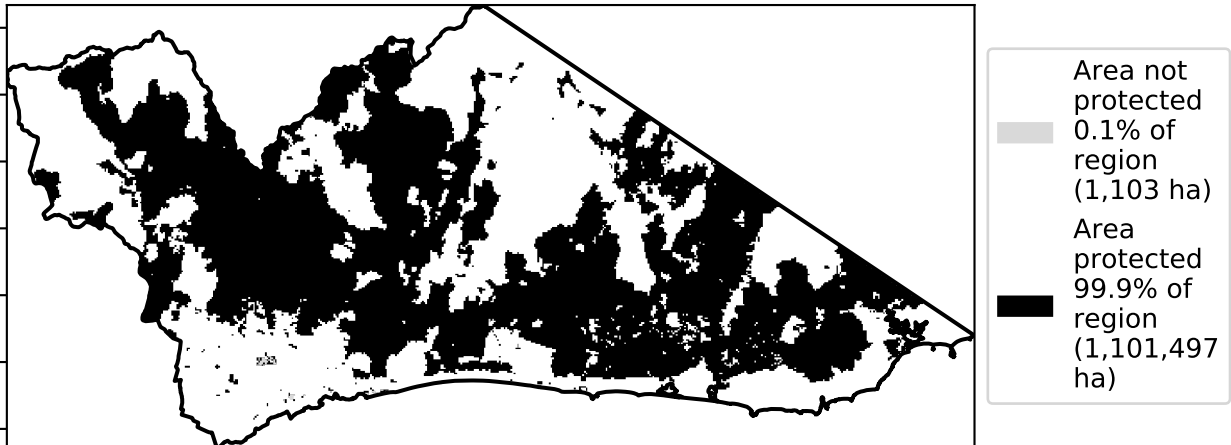 Area not
protected
0.1% of
region
(1,103 ha)
Area
protected
99.9% of
region
(1,101,497
ha)